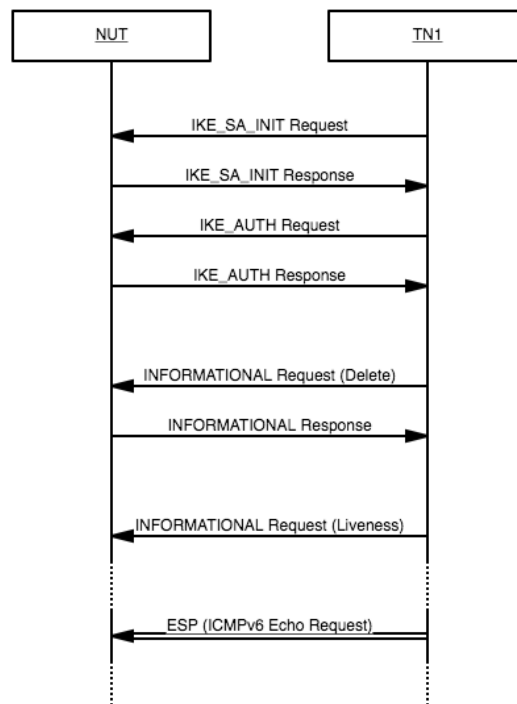 NUT
TN1
IKE_SA_INIT Request
IKE_SA_INIT Response
IKE_AUTH Request
IKE_AUTH Response
INFORMATIONAL Request (Delete)
INFORMATIONAL Response
INFORMATIONAL Request (Liveness)
ESP (ICMPv6 Echo Request)